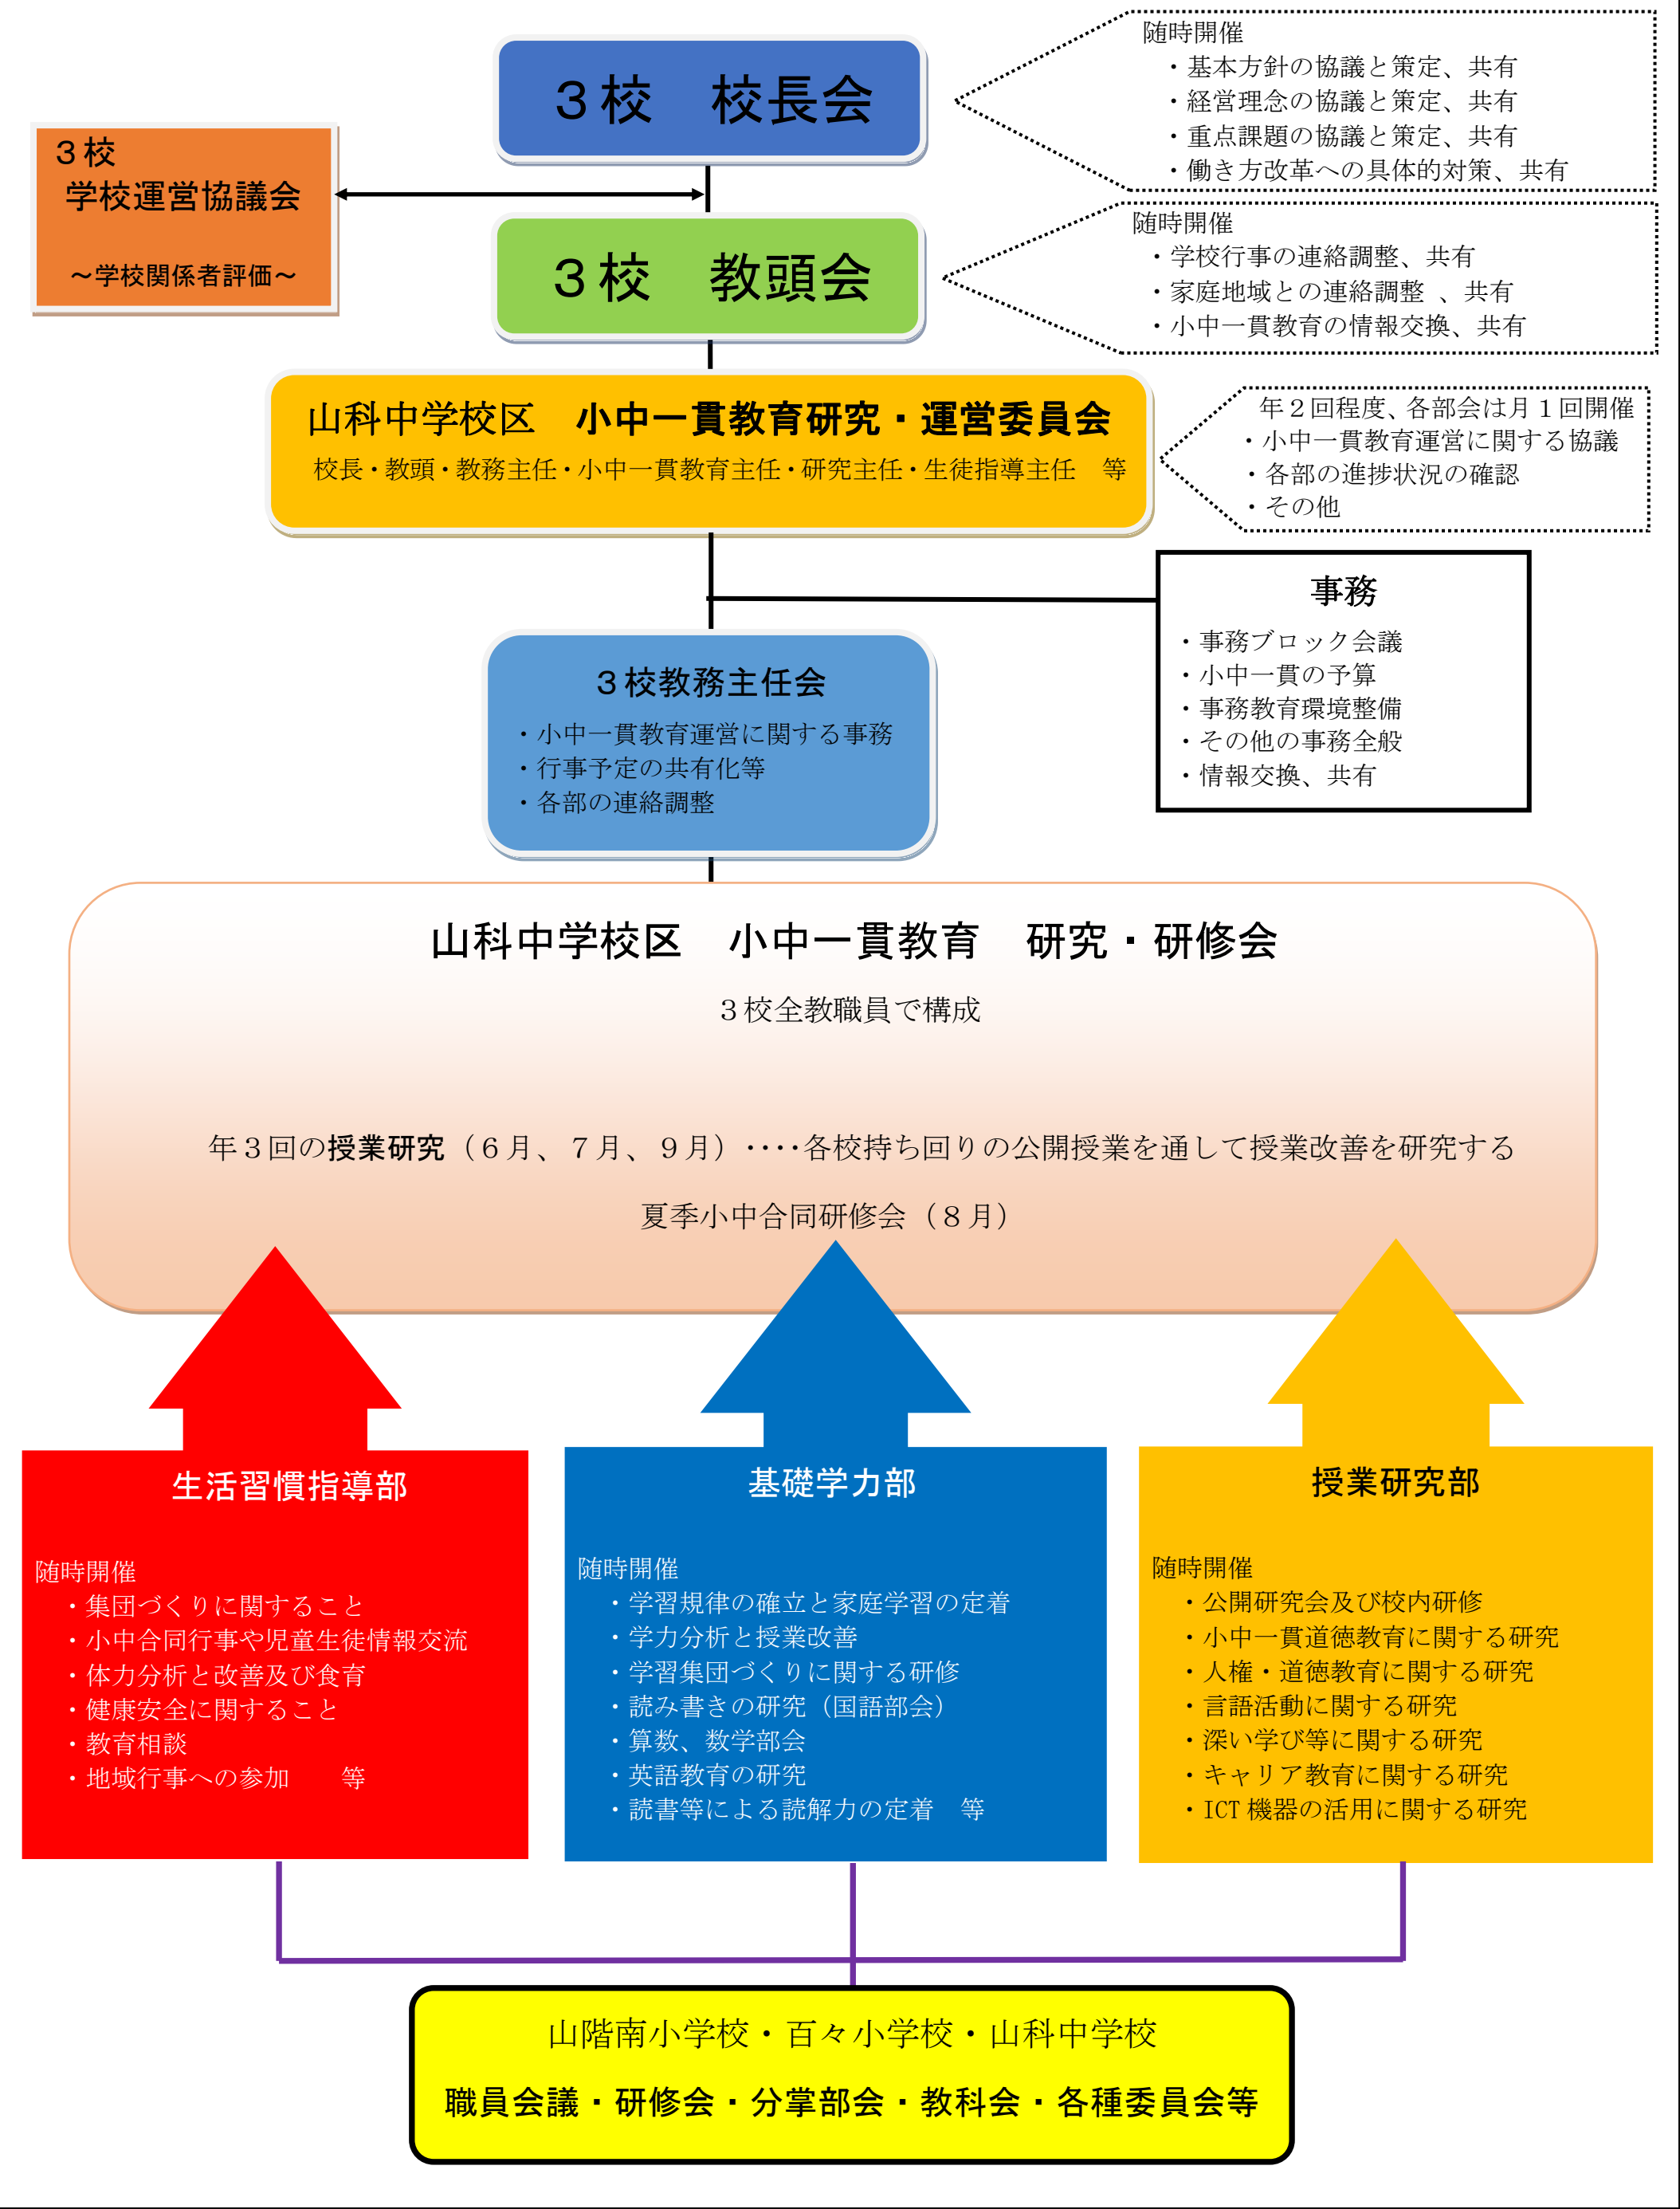 ３校　校長会
随時開催
・基本方針の協議と策定、共有
・経営理念の協議と策定、共有
・重点課題の協議と策定、共有
・働き方改革への具体的対策、共有
３校
学校運営協議会
～学校関係者評価～
３校　教頭会
随時開催
・学校行事の連絡調整、共有
・家庭地域との連絡調整 、共有
・小中一貫教育の情報交換、共有
山科中学校区　小中一貫教育研究・運営委員会
校長・教頭・教務主任・小中一貫教育主任・研究主任・生徒指導主任　等
年２回程度、各部会は月１回開催
・小中一貫教育運営に関する協議
・各部の進捗状況の確認
・その他
事務
・事務ブロック会議
・小中一貫の予算
・事務教育環境整備
・その他の事務全般
・情報交換、共有
３校教務主任会
・小中一貫教育運営に関する事務
・行事予定の共有化等
・各部の連絡調整
山科中学校区　小中一貫教育　研究・研修会
３校全教職員で構成
年３回の授業研究（６月、７月、９月）‥‥各校持ち回りの公開授業を通して授業改善を研究する
夏季小中合同研修会（８月）
生活習慣指導部
随時開催
・集団づくりに関すること
・小中合同行事や児童生徒情報交流
・体力分析と改善及び食育
・健康安全に関すること
・教育相談
・地域行事への参加　　等
基礎学力部
随時開催
・学習規律の確立と家庭学習の定着
・学力分析と授業改善
・学習集団づくりに関する研修
・読み書きの研究（国語部会）
・算数、数学部会
・英語教育の研究
・読書等による読解力の定着　等
授業研究部
随時開催
・公開研究会及び校内研修
・小中一貫道徳教育に関する研究
・人権・道徳教育に関する研究
・言語活動に関する研究
・深い学び等に関する研究
・キャリア教育に関する研究
・ICT 機器の活用に関する研究
山階南小学校・百々小学校・山科中学校
職員会議・研修会・分掌部会・教科会・各種委員会等